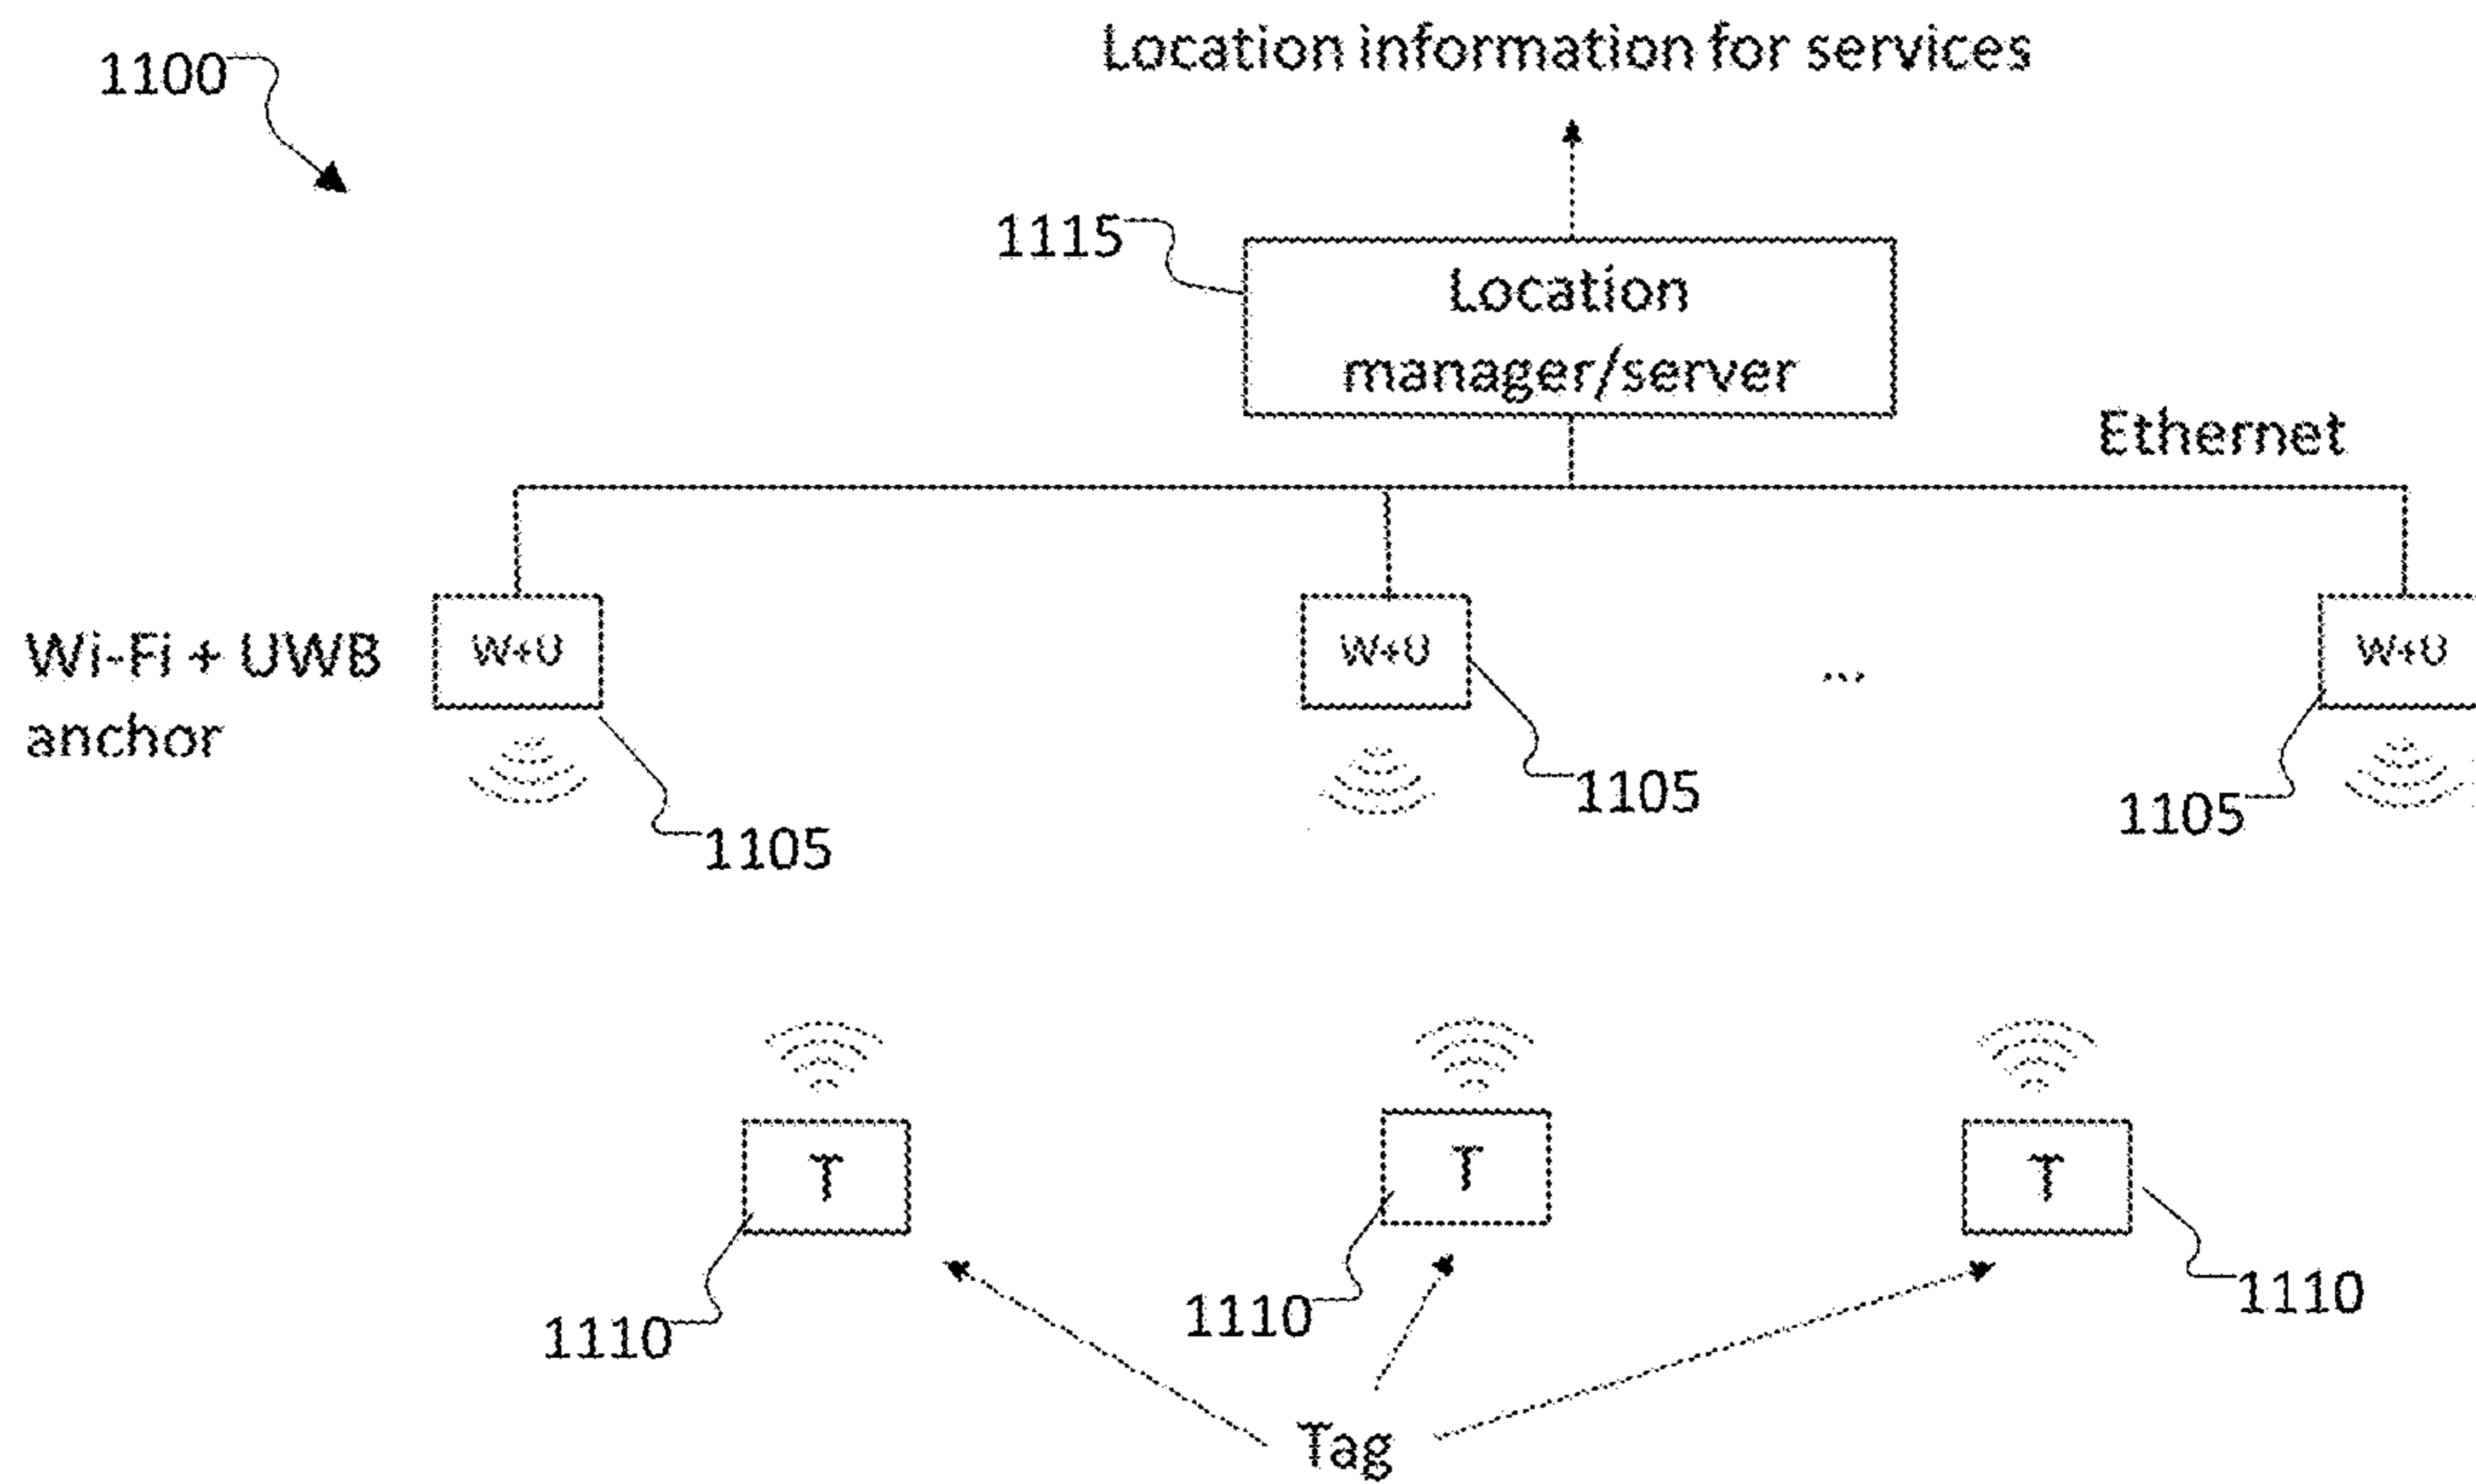 Location information for services
1100
1115
Location
manager/server
Ethernet
Wi-Fi + UWB
anchor
W+U
W+U
...
W+U
1105
1105
1105
T
T
T
1110
1110
1110
Tag